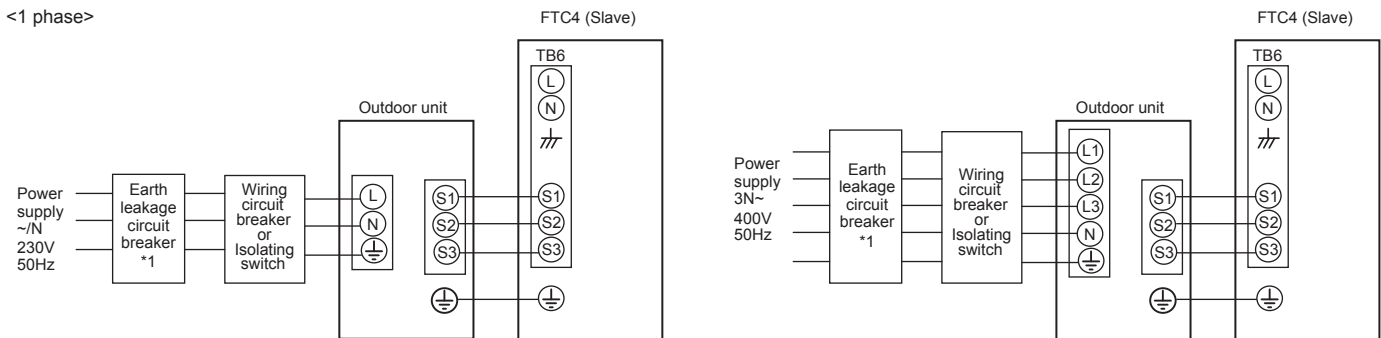 <1 phase>
FTC4 (Slave)
TB6
L
N
Outdoor unit
Power
supply
~/N
230V
50Hz
Earth
leakage
circuit
breaker
*1
Wiring
circuit
breaker
or
Isolating
switch
L
N
S1
S2
S3
S1
S2
S3
FTC4 (Slave)
TB6
L
N
Outdoor unit
Power
supply
3N~
400V
50Hz
Earth
leakage
circuit
breaker
*1
Wiring
circuit
breaker
or
Isolating
switch
L1
L2
L3
N
S1
S2
S3
S1
S2
S3